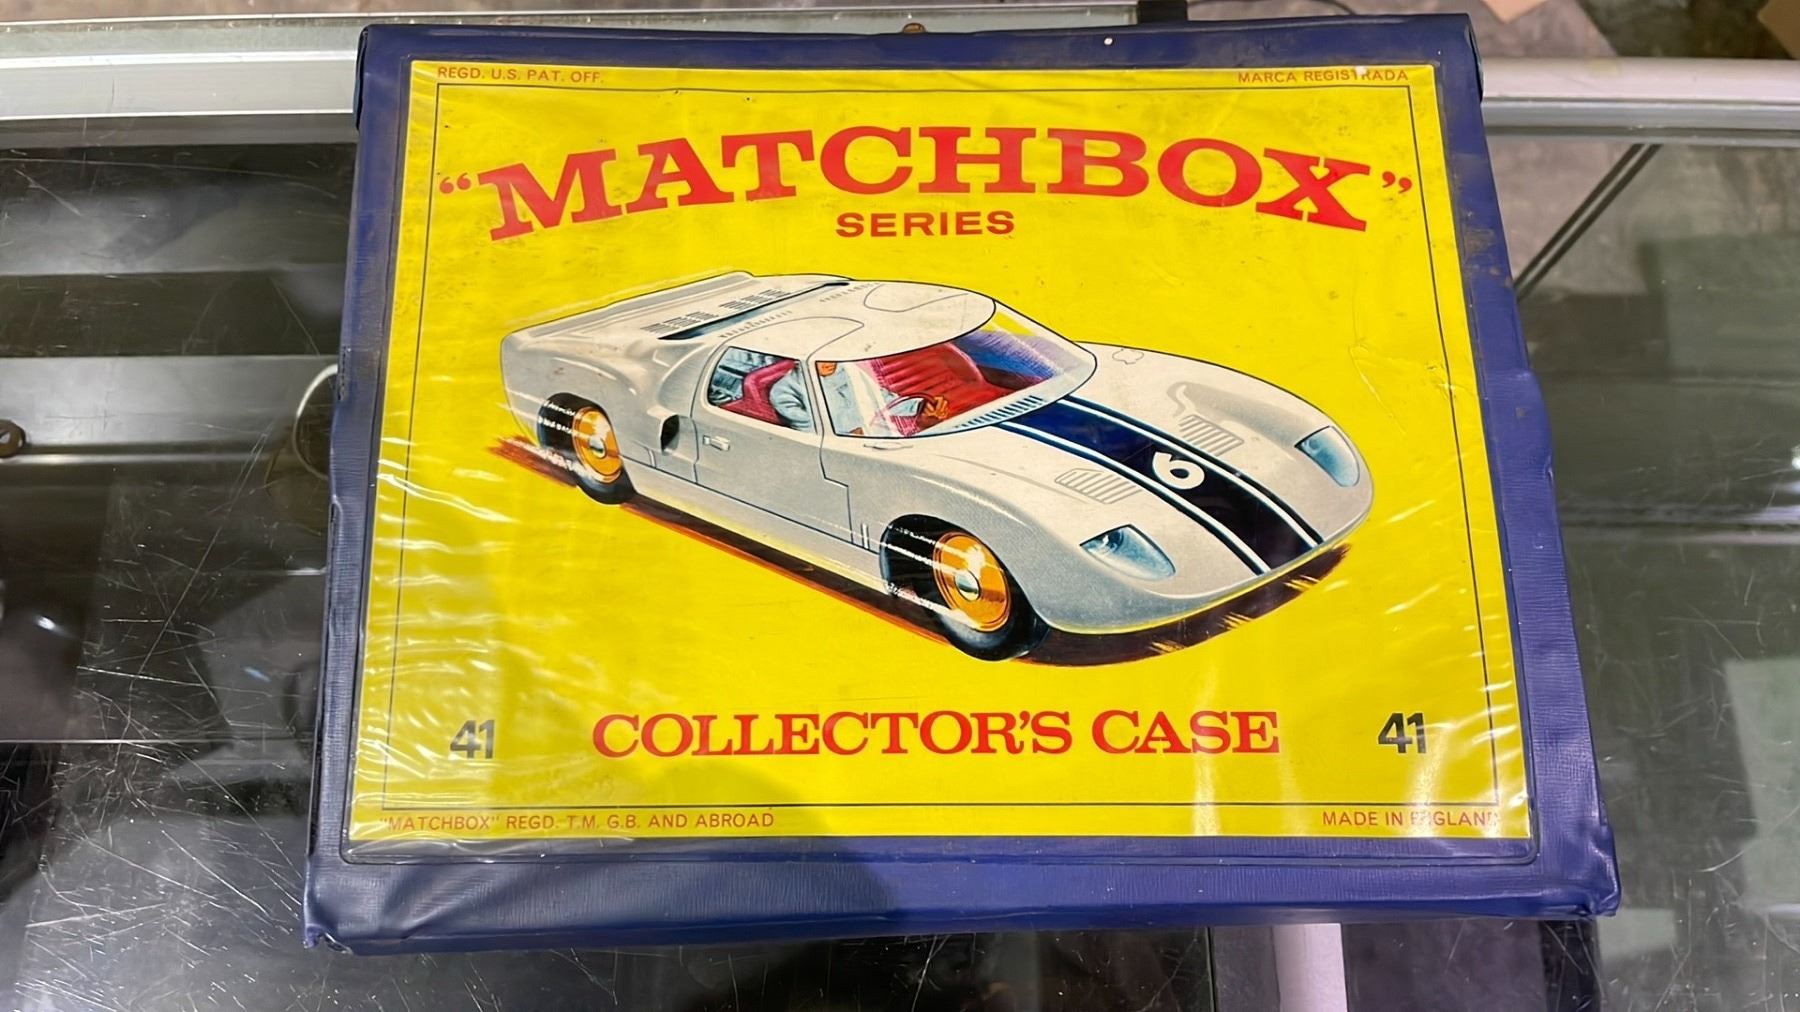 REGD. U.S. PAT. OFF.
MARCA REGISTRADA
"MATCHBOX"
SERIES
6
41
COLLECTOR'S CASE
41
"MATCHBOX" REGD. T.M. G.B. AND ABROAD
MADE IN ENGLAND